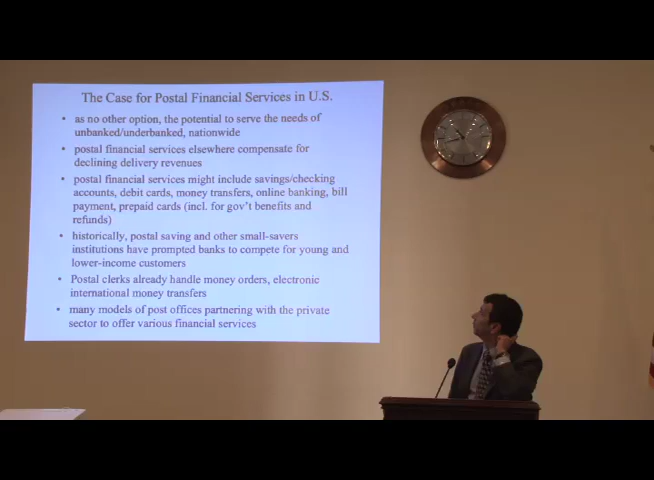 The Case for Postal Financial Services in U.S.
• as no other option, the potential to serve the needs of
unbanked/underbanked, nationwide
• postal financial services elsewhere compensate for
declining delivery revenues
• postal financial services might include savings/checking
accounts, debit cards, money transfers, online banking, bill
payment, prepaid cards (incl. for gov't benefits and
refunds)
• historically, postal saving and other small-savers
institutions have prompted banks to compete for young and
lower-income customers
• Postal clerks already handle money orders, electronic
international money transfers
• many models of post offices partnering with the private
sector to offer various financial services